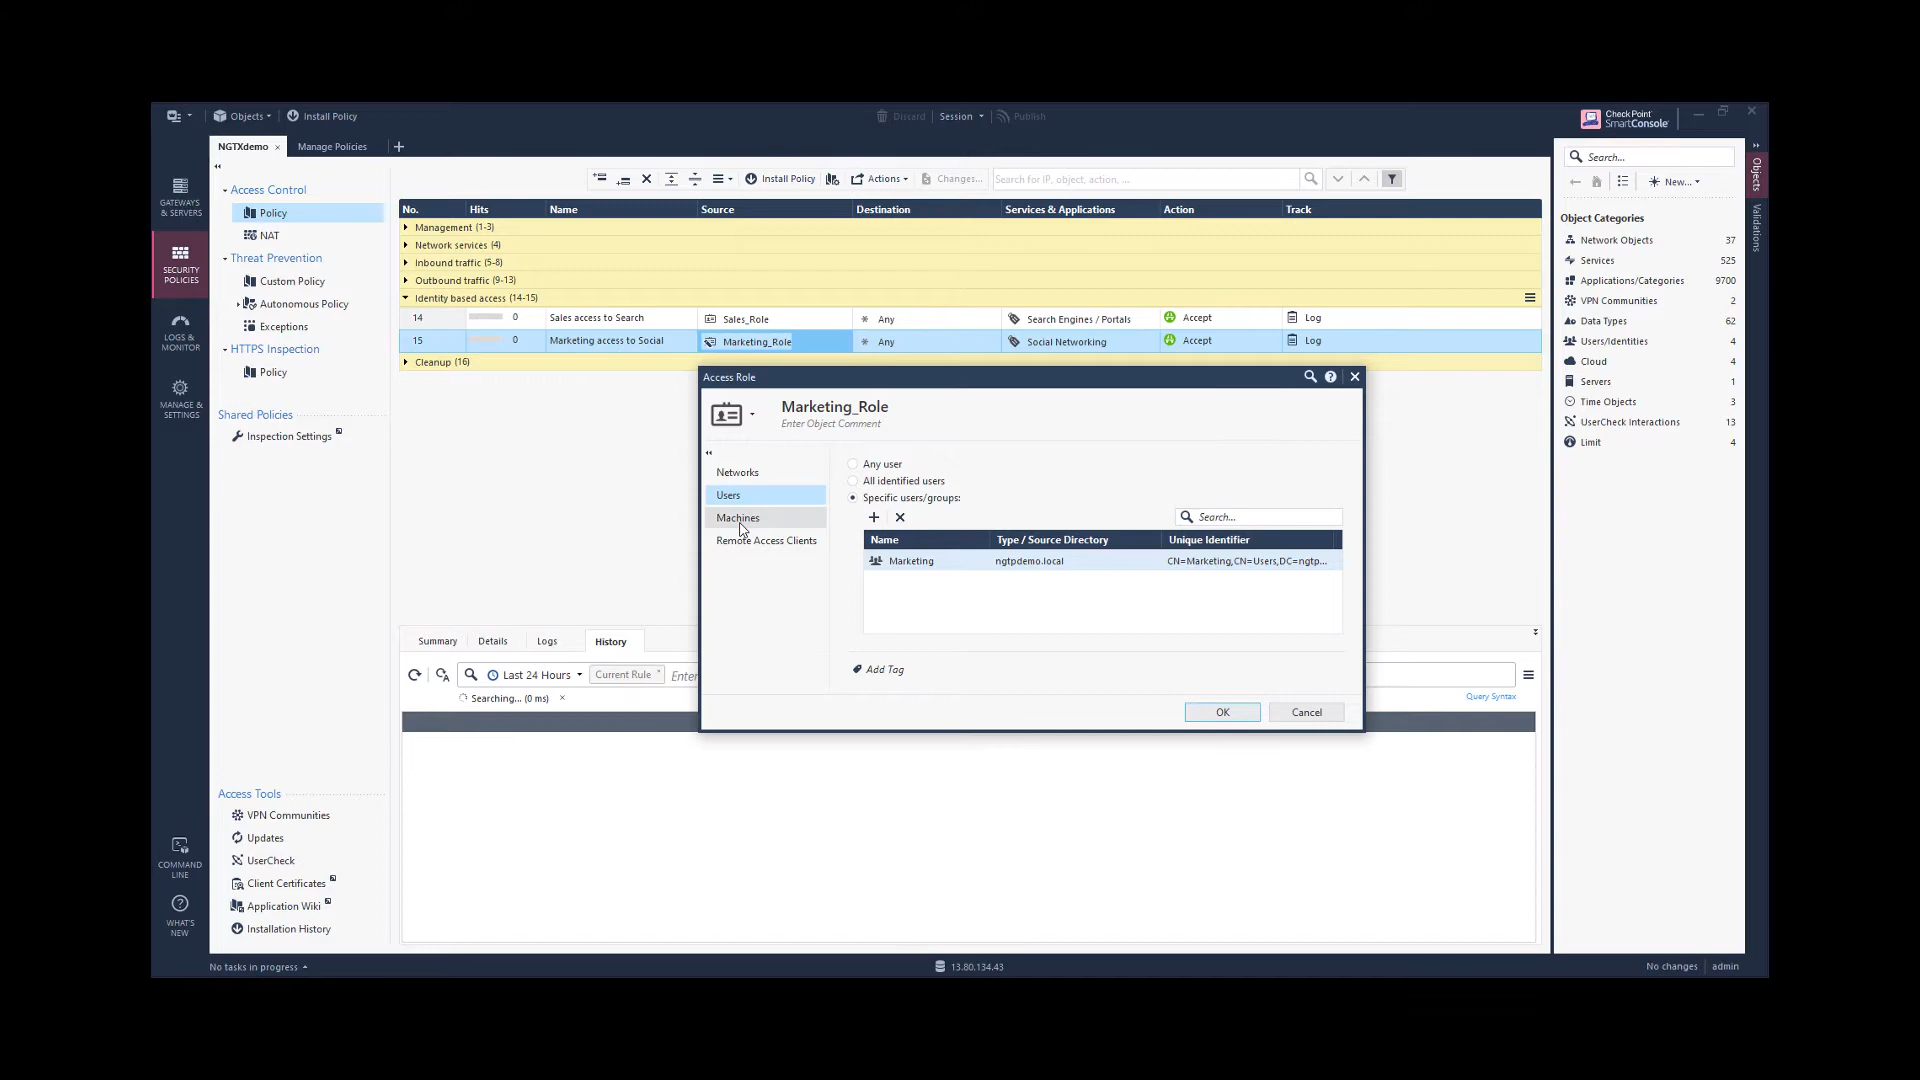 Objects
Install Policy
Discard
Session
Publish
Check Point
SmartConsole
NGTXdemo
Manage Policies
GATEWAYS
& SERVERS
SECURITY
POLICIES
LOGS &
MONITOR
MANAGE &
SETTINGS
COMMAND
LINE
WHAT'S
NEW
Access Control
Policy
NAT
Threat Prevention
Custom Policy
Autonomous Policy
Exceptions
HTTPS Inspection
Policy
Shared Policies
Inspection Settings
Access Tools
VPN Communities
Updates
UserCheck
Client Certificates
Application Wiki
Installation History
Install Policy
Actions
Changes...
Search for IP, object, action, ...
No. Hits Name Source Destination Services & Applications Action Track
Management (1-3)
Network services (4)
Inbound traffic (5-8)
Outbound traffic (9-13)
Identity based access (14-15)
14 0 Sales access to Search Sales_Role Any Search Engines / Portals Accept Log
15 0 Marketing access to Social Marketing_Role Any Social Networking Accept Log
Cleanup (16)
Access Role
Marketing_Role
Enter Object Comment
Networks
Users
Machines
Remote Access Clients
Any user
All identified users
Specific users/groups:
Search...
Name Type / Source Directory Unique Identifier
Marketing ngtpdemo.local CN=Marketing,CN=Users,DC=ngtp...
Add Tag
OK
Cancel
Summary Details Logs History
Last 24 Hours Current Rule Enter
Searching... (0 ms)
Query Syntax
Search...
New...
Object Categories
Network Objects 37
Services 525
Applications/Categories 9700
VPN Communities 2
Data Types 62
Users/Identities 4
Cloud 4
Servers 1
Time Objects 3
UserCheck Interactions 13
Limit 4
Objects
Validations
No tasks in progress
13.80.134.43
No changes
admin